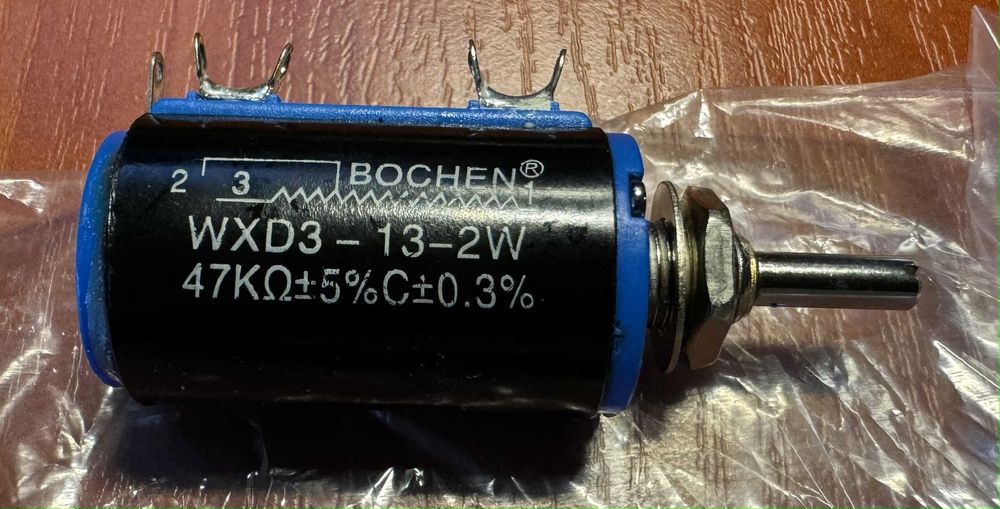 BOCHEN®
2 3 1
WXD3-13-2W
47KΩ±5%C±0.3%